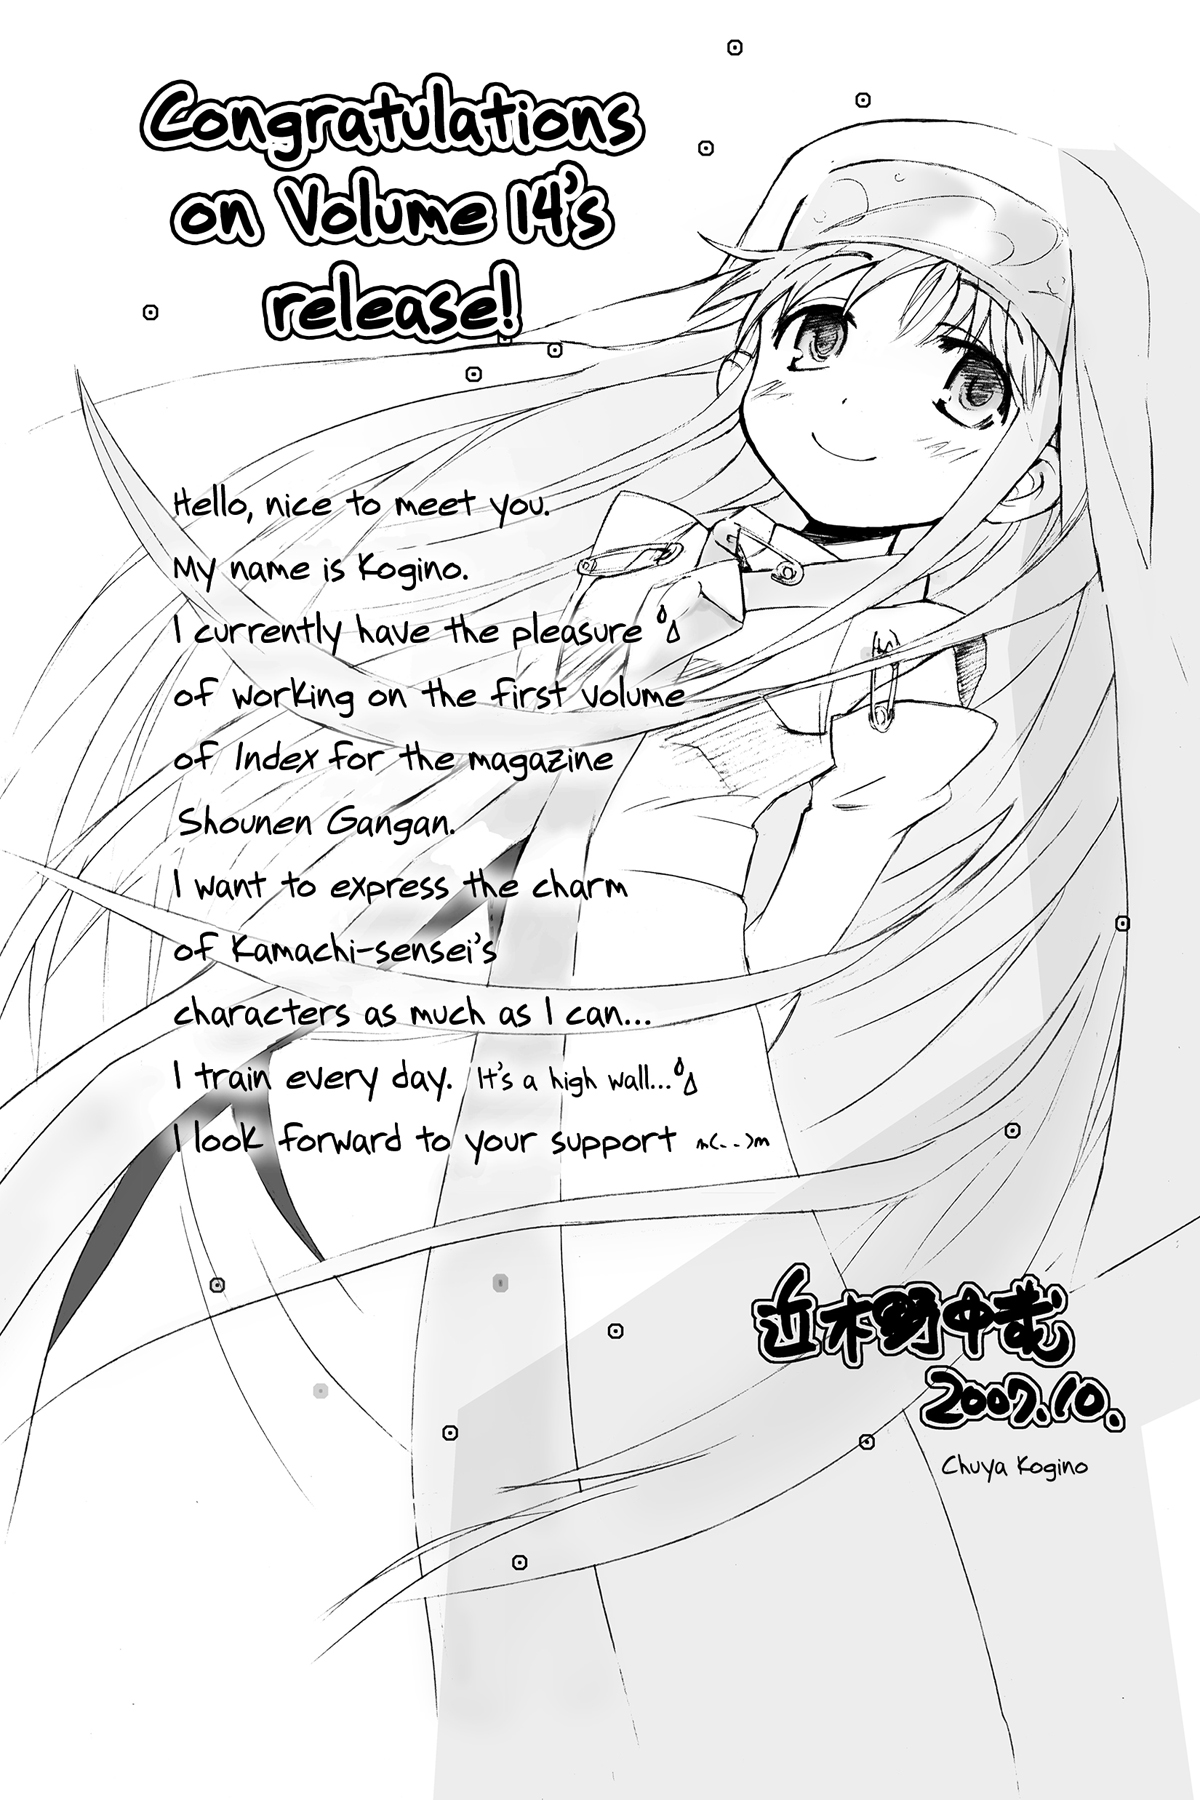 Congratulations
on Volume 14's
release!
Hello, nice to meet you.
My name is Kogino.
I currently have the pleasure
of working on the first volume
of Index for the magazine
Shounen Gangan.
I want to express the charm
of Kamachi-sensei's
characters as much as I can...
I train every day. It's a high wall...
I look forward to your support m(- -)m
近木野中哉
2007.10.
Chuya Kogino